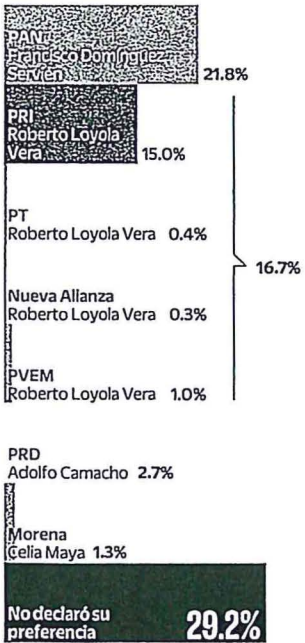 PAN
Francisco Domínguez
Servién
21.8%
PRI
Roberto Loyola
Vera
15.0%
PT
Roberto Loyola Vera 0.4%
16.7%
Nueva Allanza
Roberto Loyola Vera 0.3%
PVEM
Roberto Loyola Vera 1.0%
PRD
Adolfo Camacho 2.7%
Morena
Celia Maya 1.3%
No declaró su
preferencia
29.2%